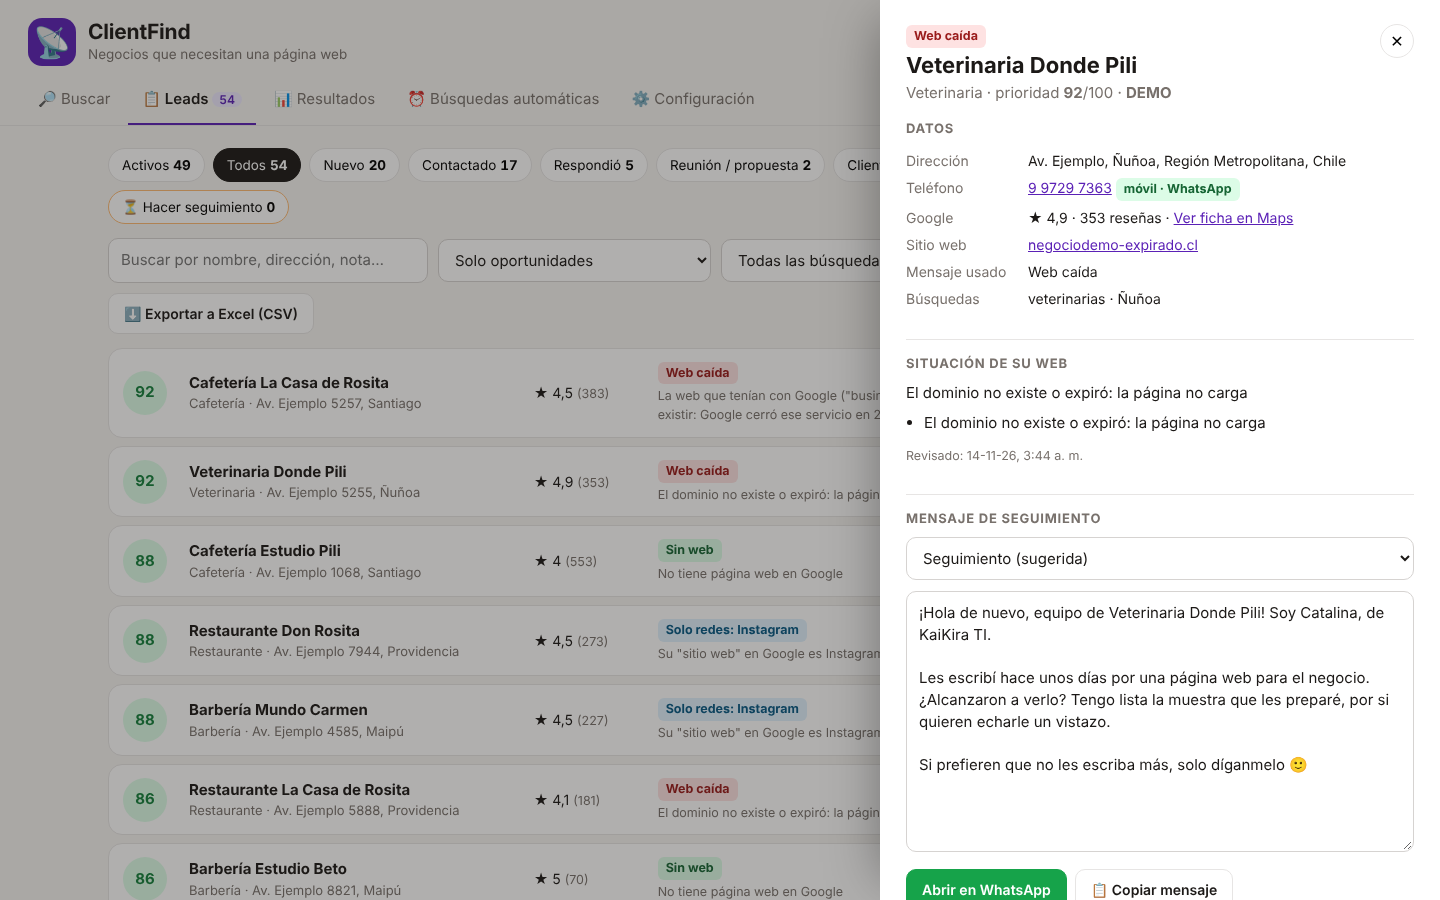 ClientFind
Negocios que necesitan una página web
🔎 Buscar
📋 Leads 54
📊 Resultados
⏰ Búsquedas automáticas
⚙️ Configuración
Activos 49
Todos 54
Nuevo 20
Contactado 17
Respondió 5
Reunión / propuesta 2
Clien
⏳ Hacer seguimiento 0
Buscar por nombre, dirección, nota...
Solo oportunidades
Todas las búsqueda
⬇️ Exportar a Excel (CSV)
92
Cafetería La Casa de Rosita
Cafetería · Av. Ejemplo 5257, Santiago
★ 4,5 (383)
Web caída
La web que tenían con Google ("busin
existir: Google cerró ese servicio en 2
92
Veterinaria Donde Pili
Veterinaria · Av. Ejemplo 5255, Ñuñoa
★ 4,9 (353)
Web caída
El dominio no existe o expiró: la págin
88
Cafetería Estudio Pili
Cafetería · Av. Ejemplo 1068, Santiago
★ 4 (553)
Sin web
No tiene página web en Google
88
Restaurante Don Rosita
Restaurante · Av. Ejemplo 7944, Providencia
★ 4,5 (273)
Solo redes: Instagram
Su "sitio web" en Google es Instagram
88
Barbería Mundo Carmen
Barbería · Av. Ejemplo 4585, Maipú
★ 4,5 (227)
Solo redes: Instagram
Su "sitio web" en Google es Instagram
86
Restaurante La Casa de Rosita
Restaurante · Av. Ejemplo 5888, Providencia
★ 4,1 (181)
Web caída
El dominio no existe o expiró: la págin
86
Barbería Estudio Beto
Barbería · Av. Ejemplo 8821, Maipú
★ 5 (70)
Sin web
No tiene página web en Google
Web caída
✕
Veterinaria Donde Pili
Veterinaria · prioridad 92/100 · DEMO
DATOS
Dirección Av. Ejemplo, Ñuñoa, Región Metropolitana, Chile
Teléfono 9 9729 7363 móvil · WhatsApp
Google ★ 4,9 · 353 reseñas · Ver ficha en Maps
Sitio web negociodemo-expirado.cl
Mensaje usado Web caída
Búsquedas veterinarias · Ñuñoa
SITUACIÓN DE SU WEB
El dominio no existe o expiró: la página no carga
• El dominio no existe o expiró: la página no carga
Revisado: 14-11-26, 3:44 a. m.
MENSAJE DE SEGUIMIENTO
Seguimiento (sugerida)
¡Hola de nuevo, equipo de Veterinaria Donde Pili! Soy Catalina, de
KaiKira TI.
Les escribí hace unos días por una página web para el negocio.
¿Alcanzaron a verlo? Tengo lista la muestra que les preparé, por si
quieren echarle un vistazo.
Si prefieren que no les escriba más, solo díganmelo 🙂
Abrir en WhatsApp
📋 Copiar mensaje